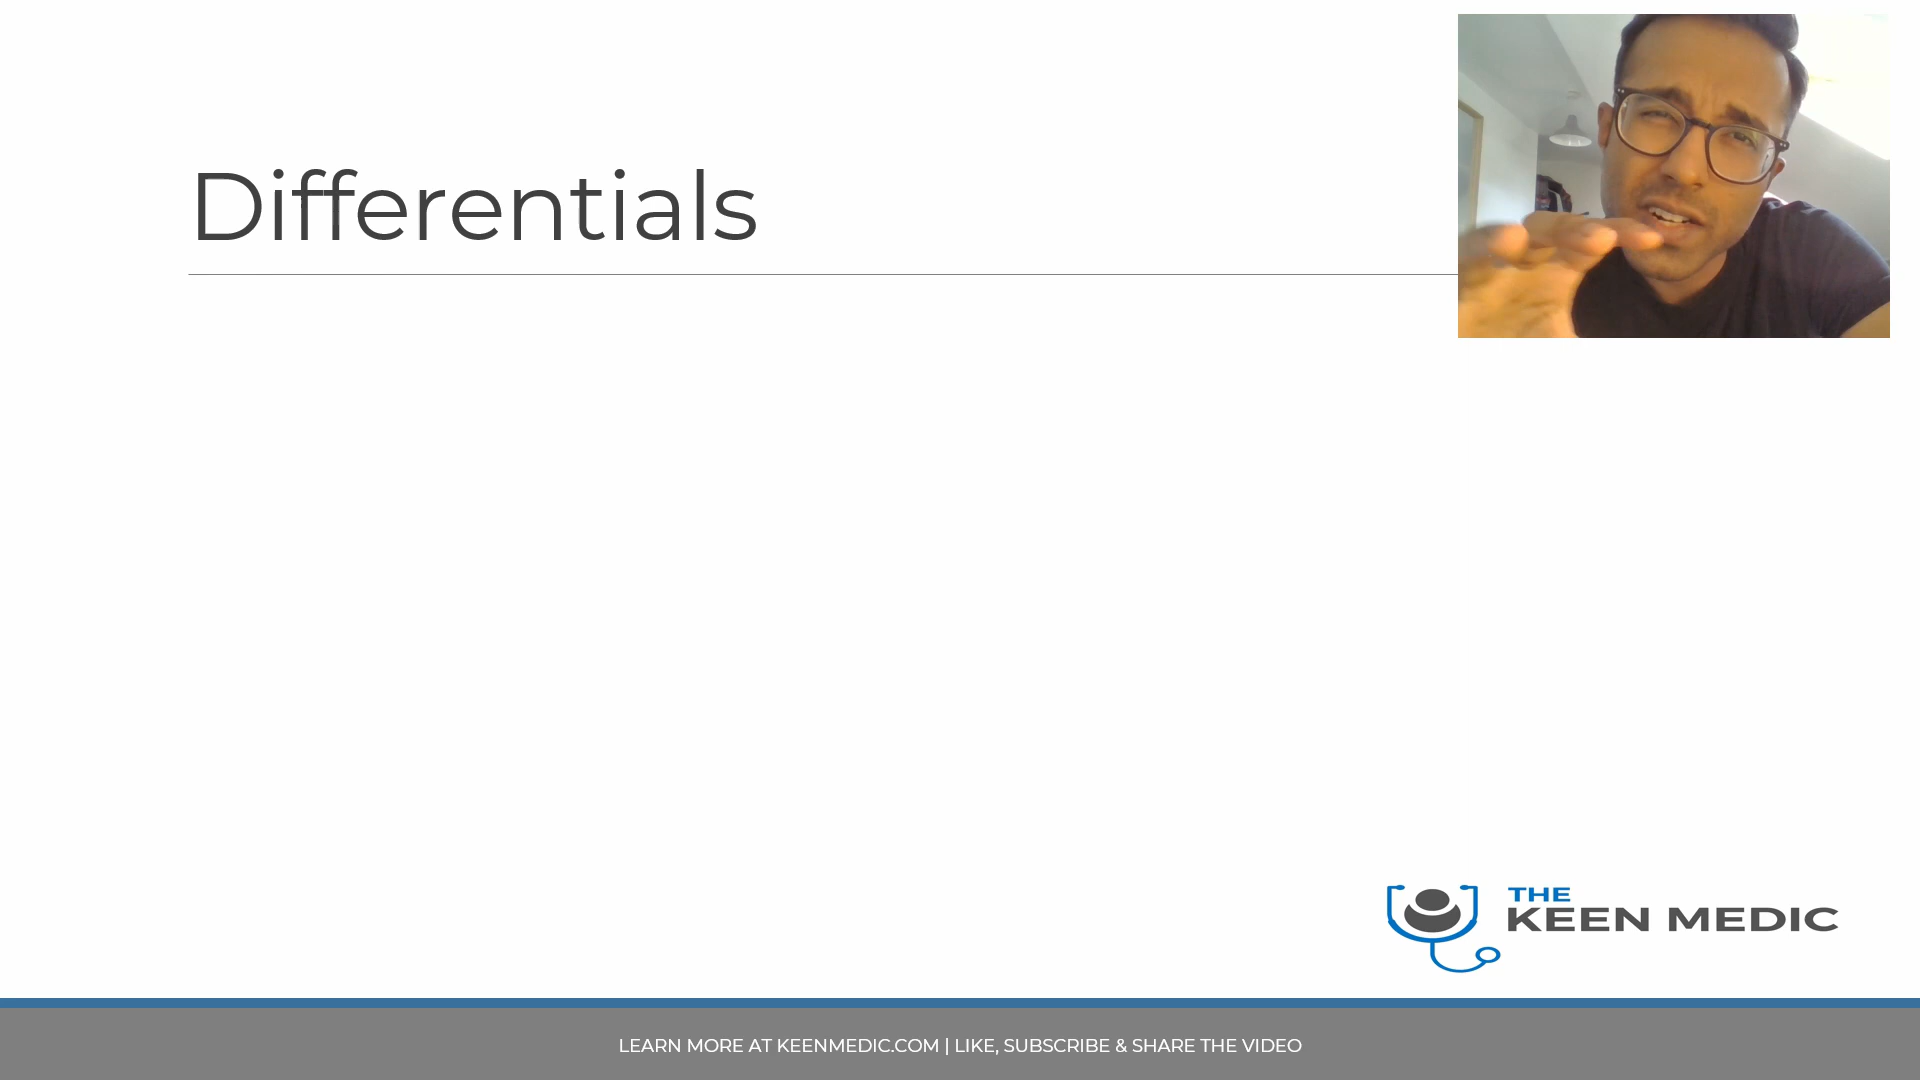 Differentials
THE
KEEN MEDIC
LEARN MORE AT KEENMEDIC.COM | LIKE, SUBSCRIBE & SHARE THE VIDEO